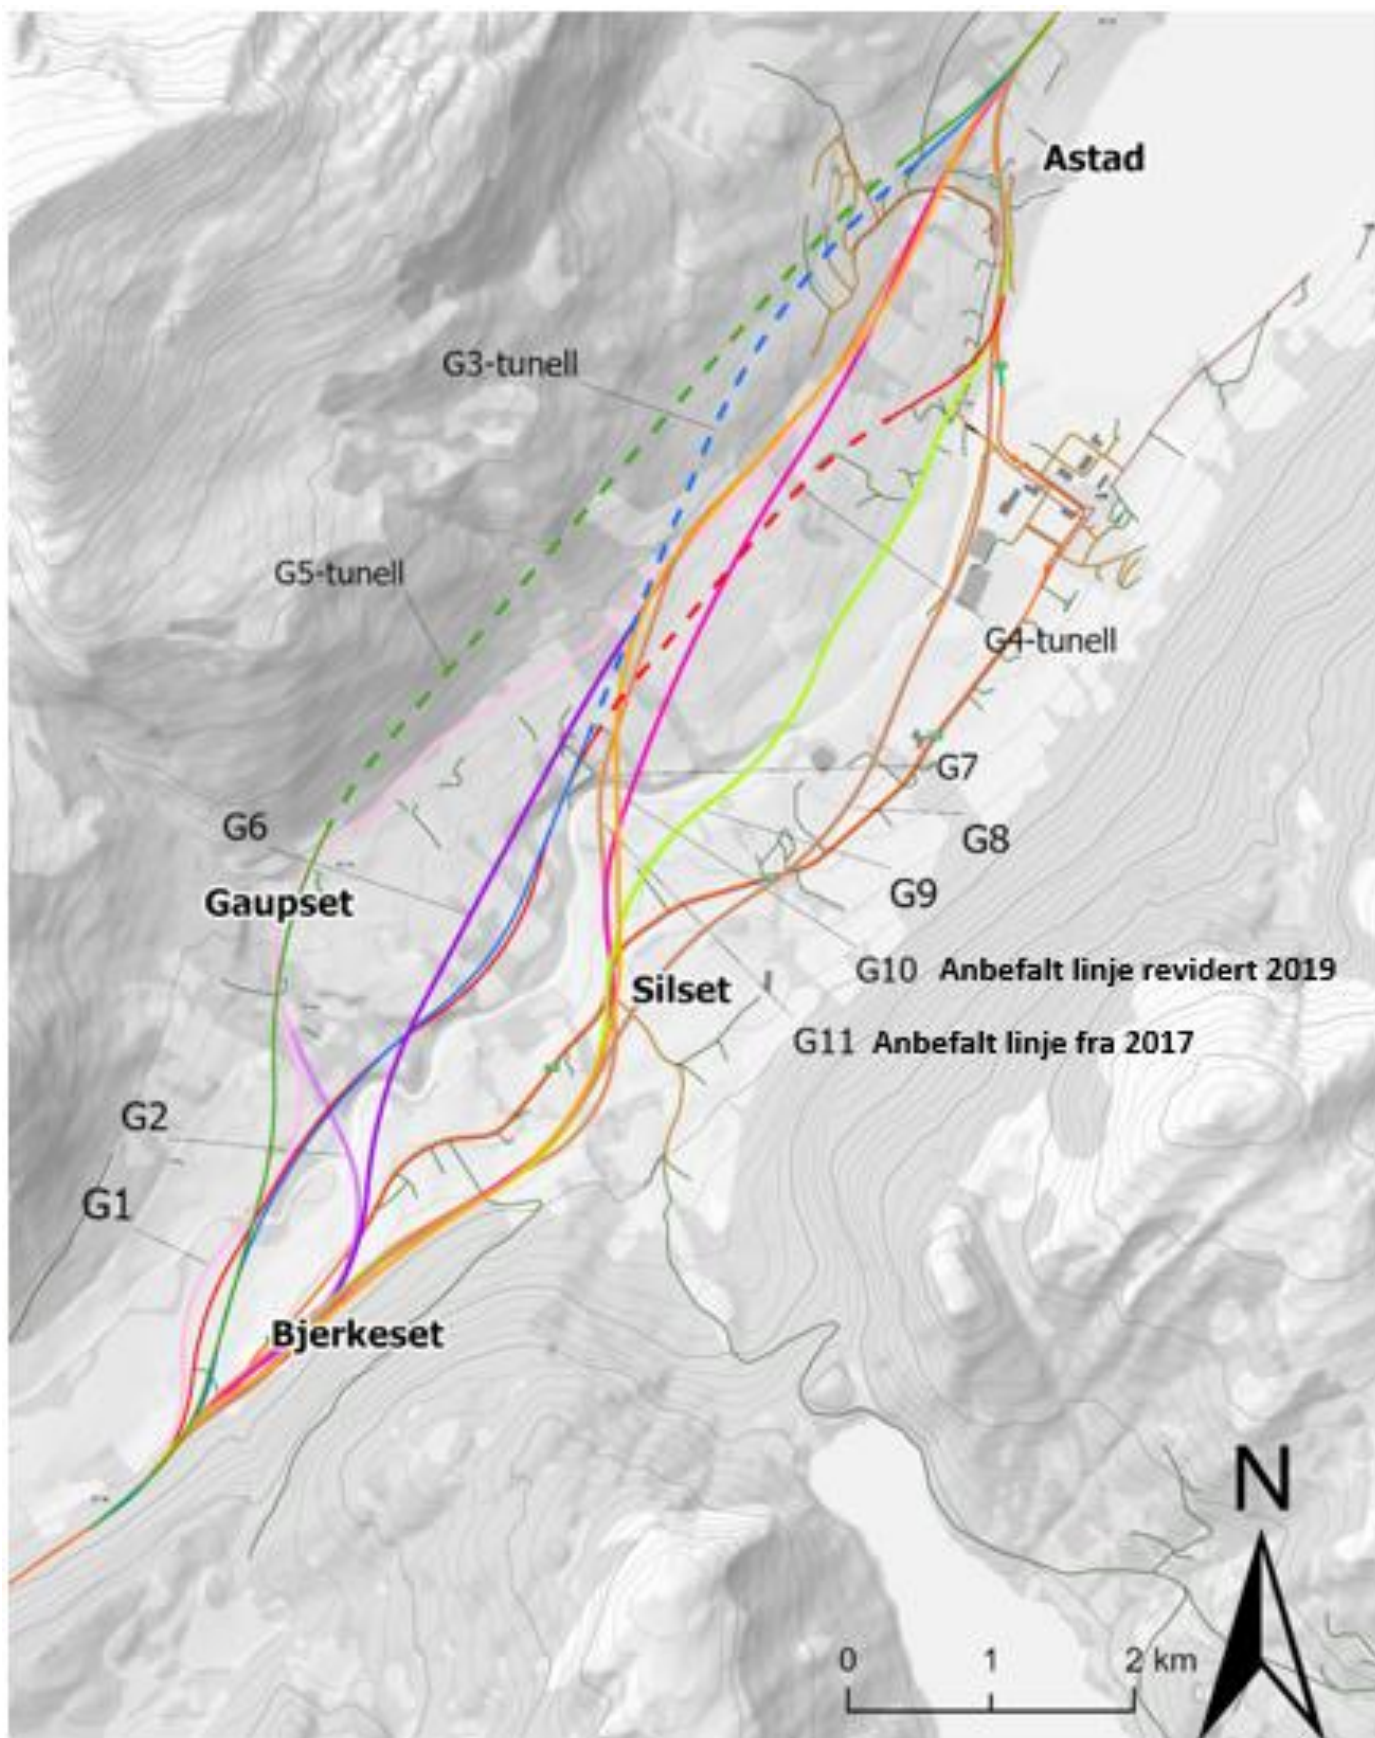 Astad
G3-tunell
G5-tunell
G4-tunell
G7
G6
G8
G9
Gaupset
G10 Anbefalt linje revidert 2019
Silset
G11 Anbefalt linje fra 2017
G2
G1
Bjerkeset
N
0 1 2 km